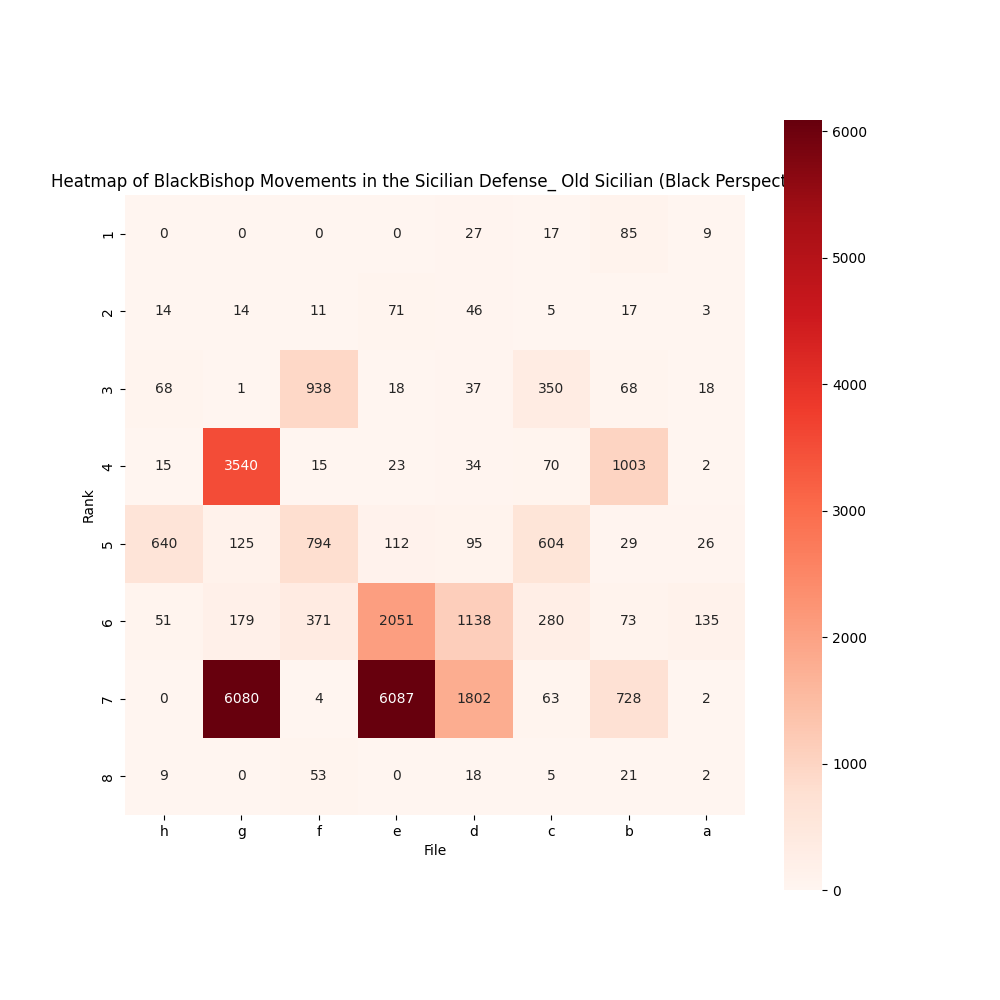 Heatmap of BlackBishop Movements in the Sicilian Defense_ Old Sicilian (Black Perspect
1 0 0 0 0 27 17 85 9
2 14 14 11 71 46 5 17 3
3 68 1 938 18 37 350 68 18
4 15 3540 15 23 34 70 1003 2
5 640 125 794 112 95 604 29 26
6 51 179 371 2051 1138 280 73 135
7 0 6080 4 6087 1802 63 728 2
8 9 0 53 0 18 5 21 2
h g f e d c b a
File
Rank
6000
5000
4000
3000
2000
1000
0